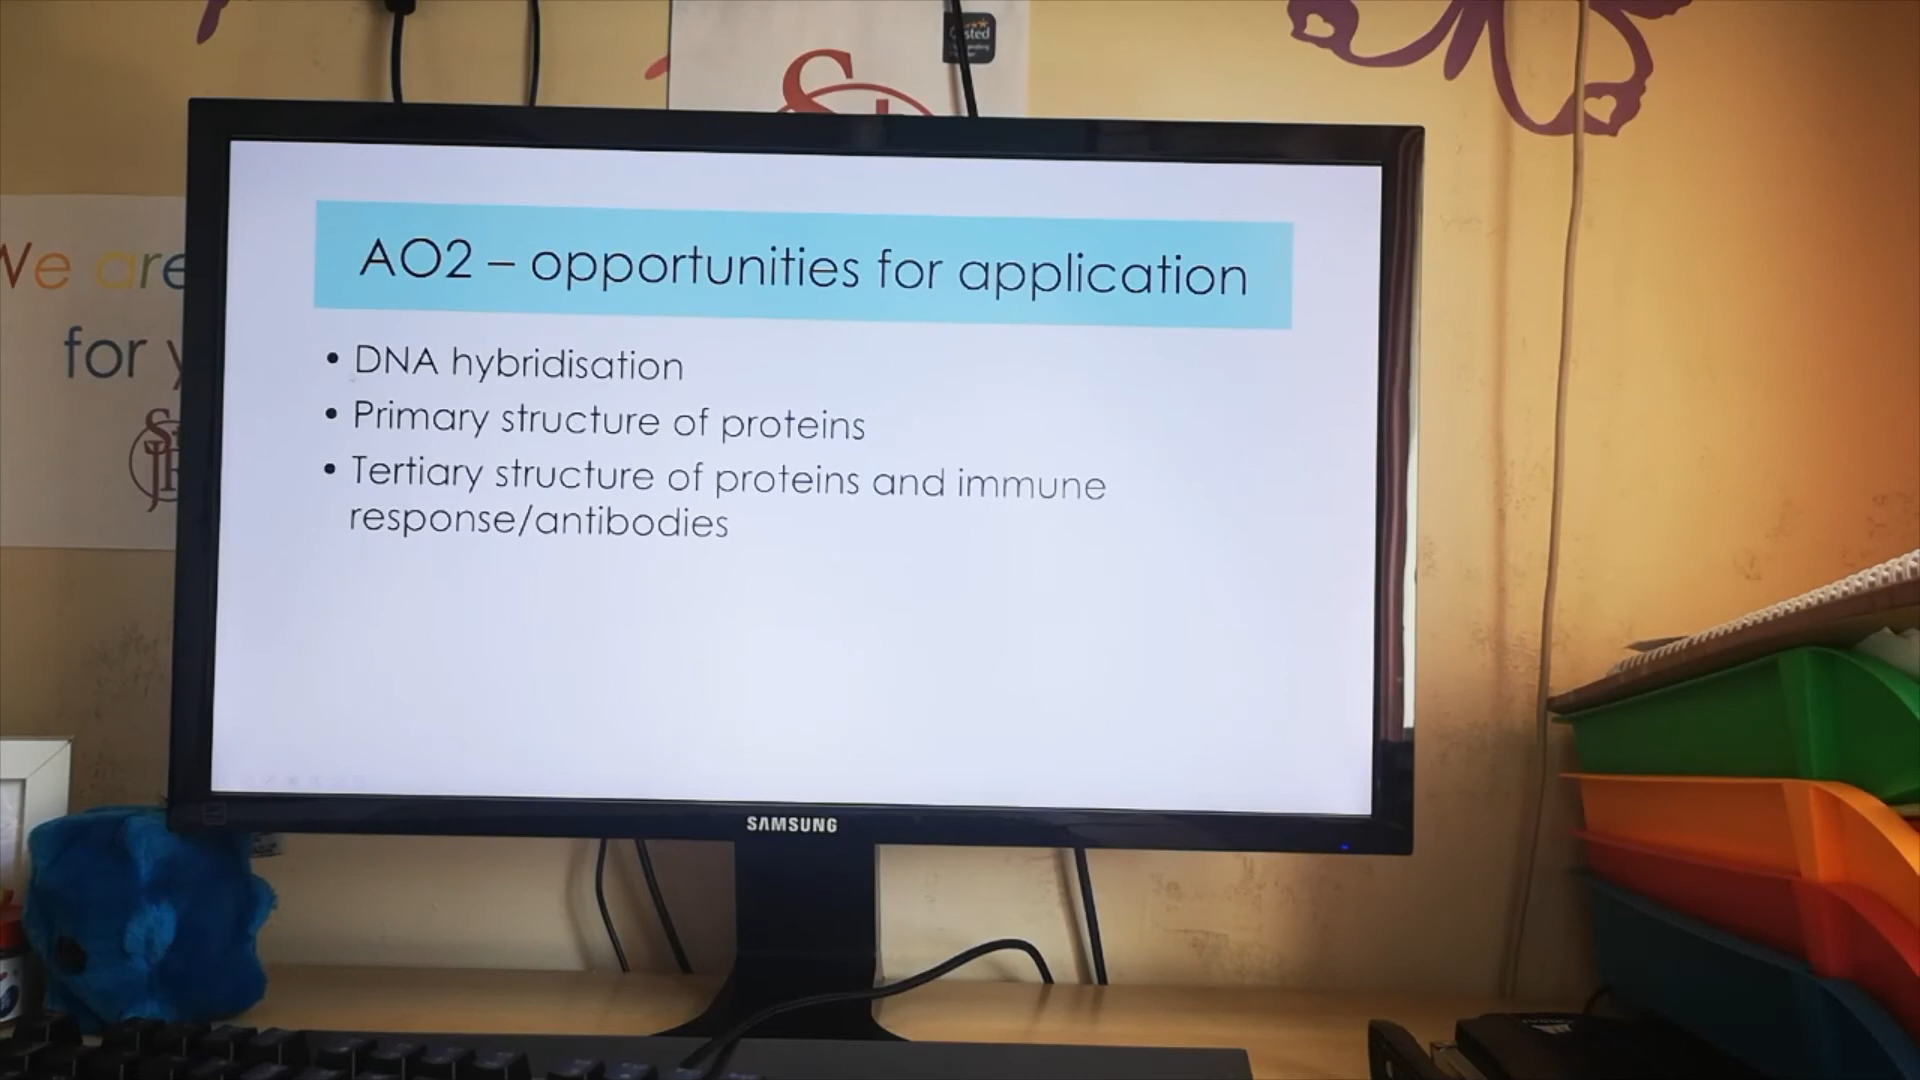 AO2 – opportunities for application
• DNA hybridisation
• Primary structure of proteins
• Tertiary structure of proteins and immune
response/antibodies
SAMSUNG
We are
for